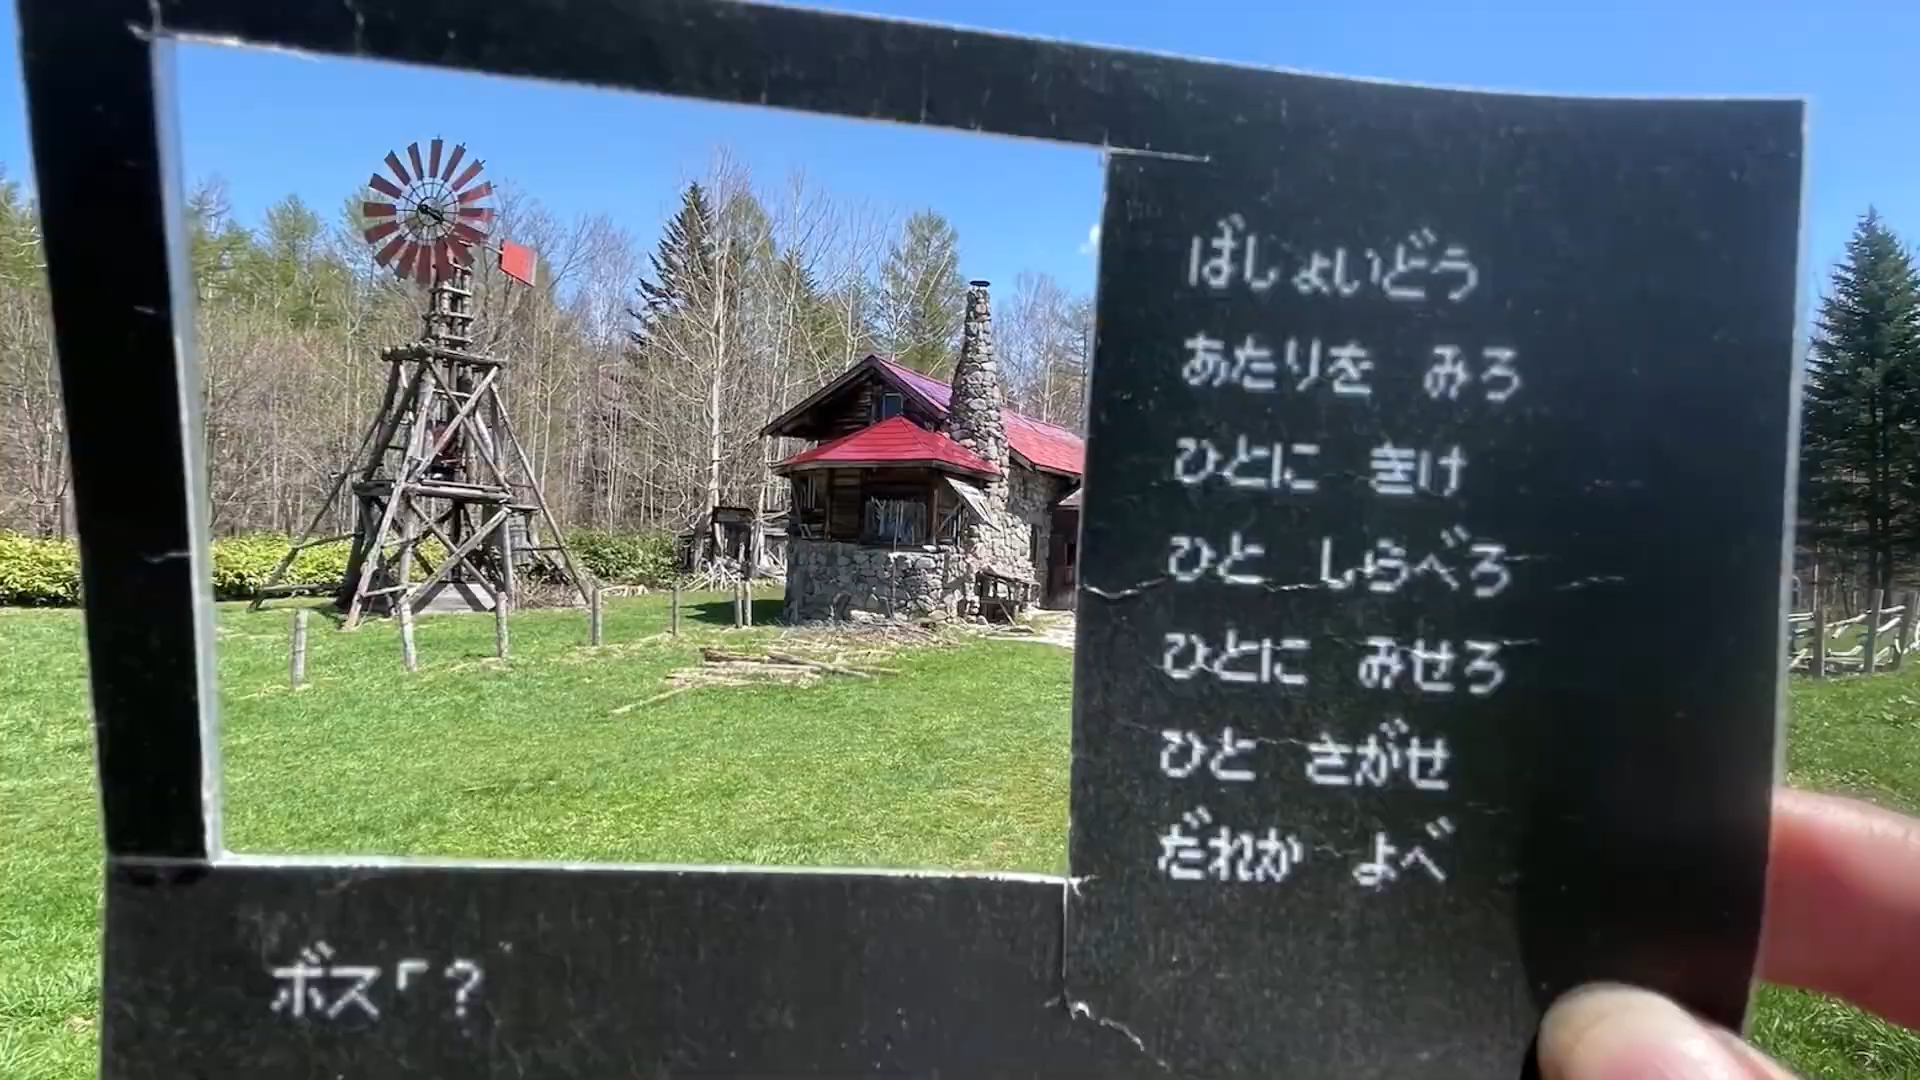 ばしょいどう
あたりを みろ
ひとに きけ
ひと しらべろ
ひとに みせろ
ひと さがせ
だれか よべ
ボス「?